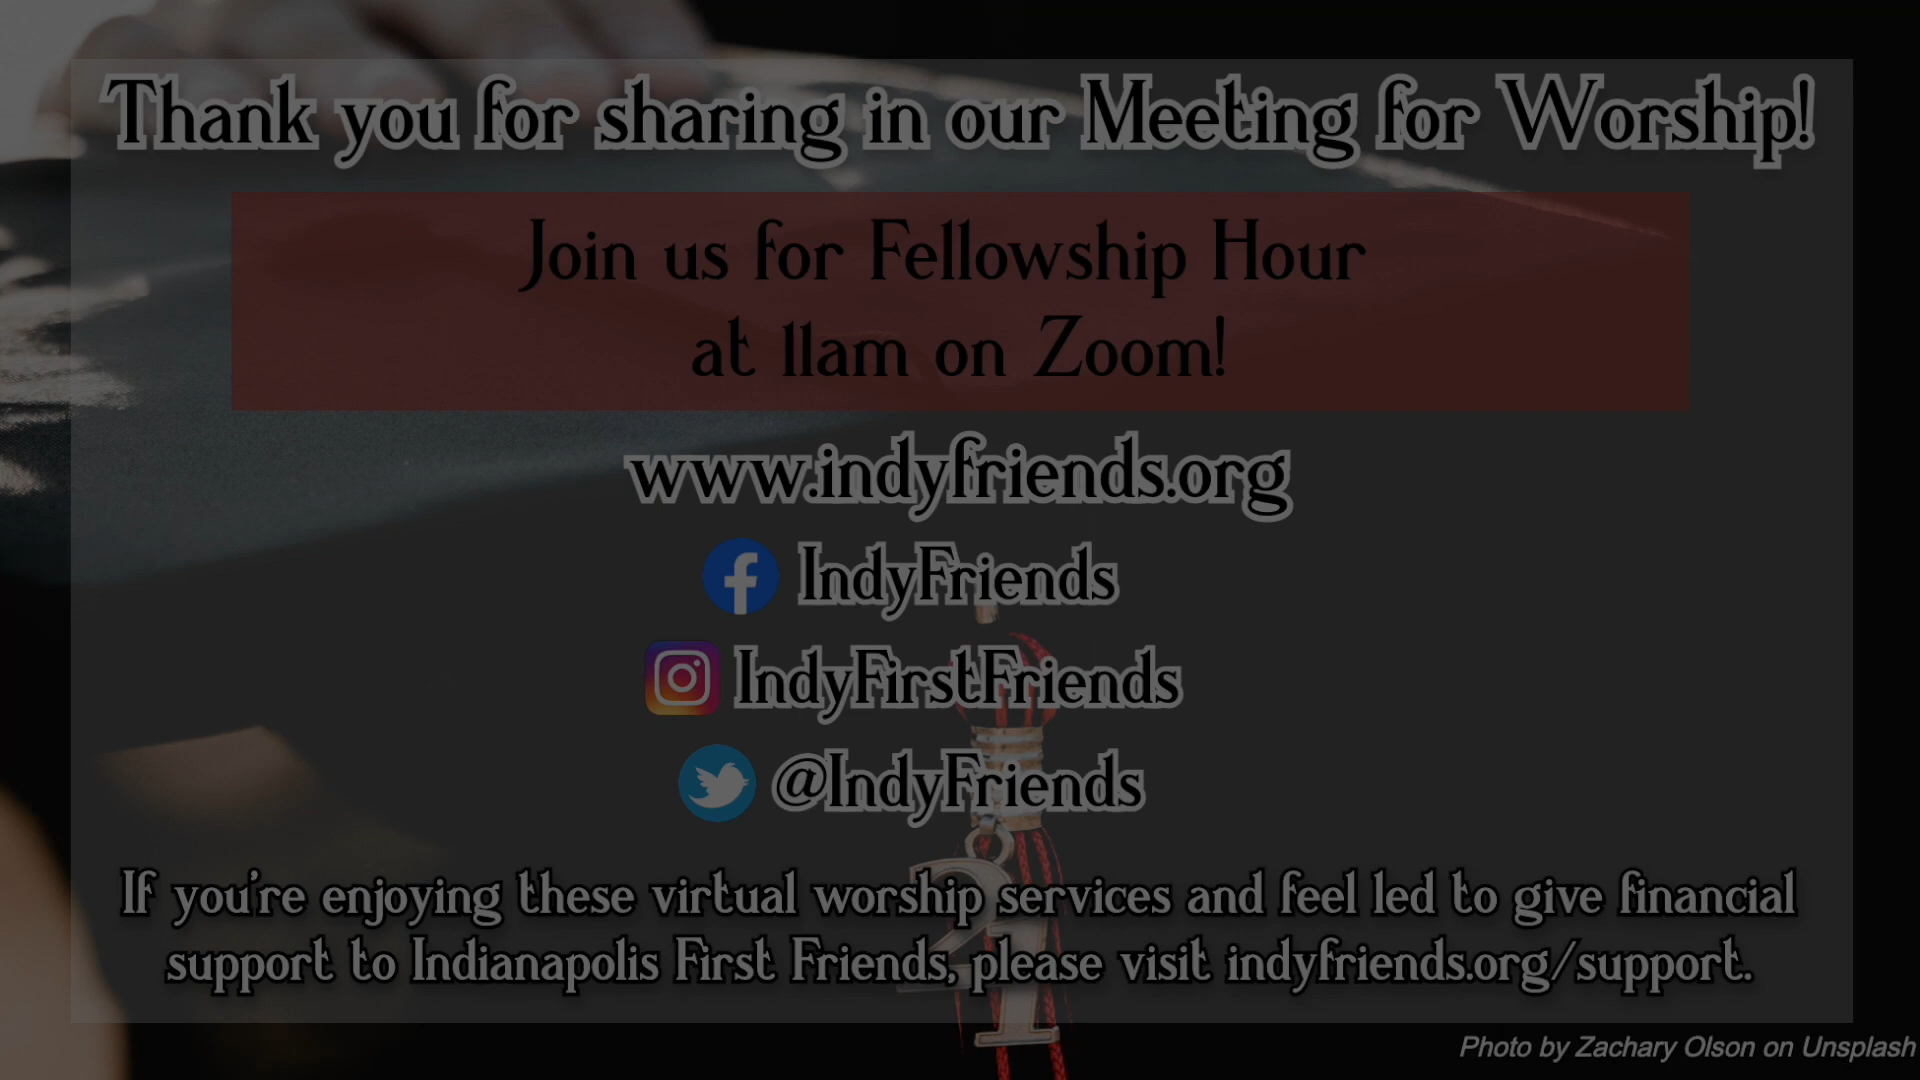 Thank you for sharing in our Meeting for Worship!
Join us for Fellowship Hour
at 11am on Zoom!
www.indyfriends.org
IndyFriends
IndyFirstFriends
@IndyFriends
21
If you're enjoying these virtual worship services and feel led to give financial
support to Indianapolis First Friends, please visit indyfriends.org/support.
Photo by Zachary Olson on Unsplash